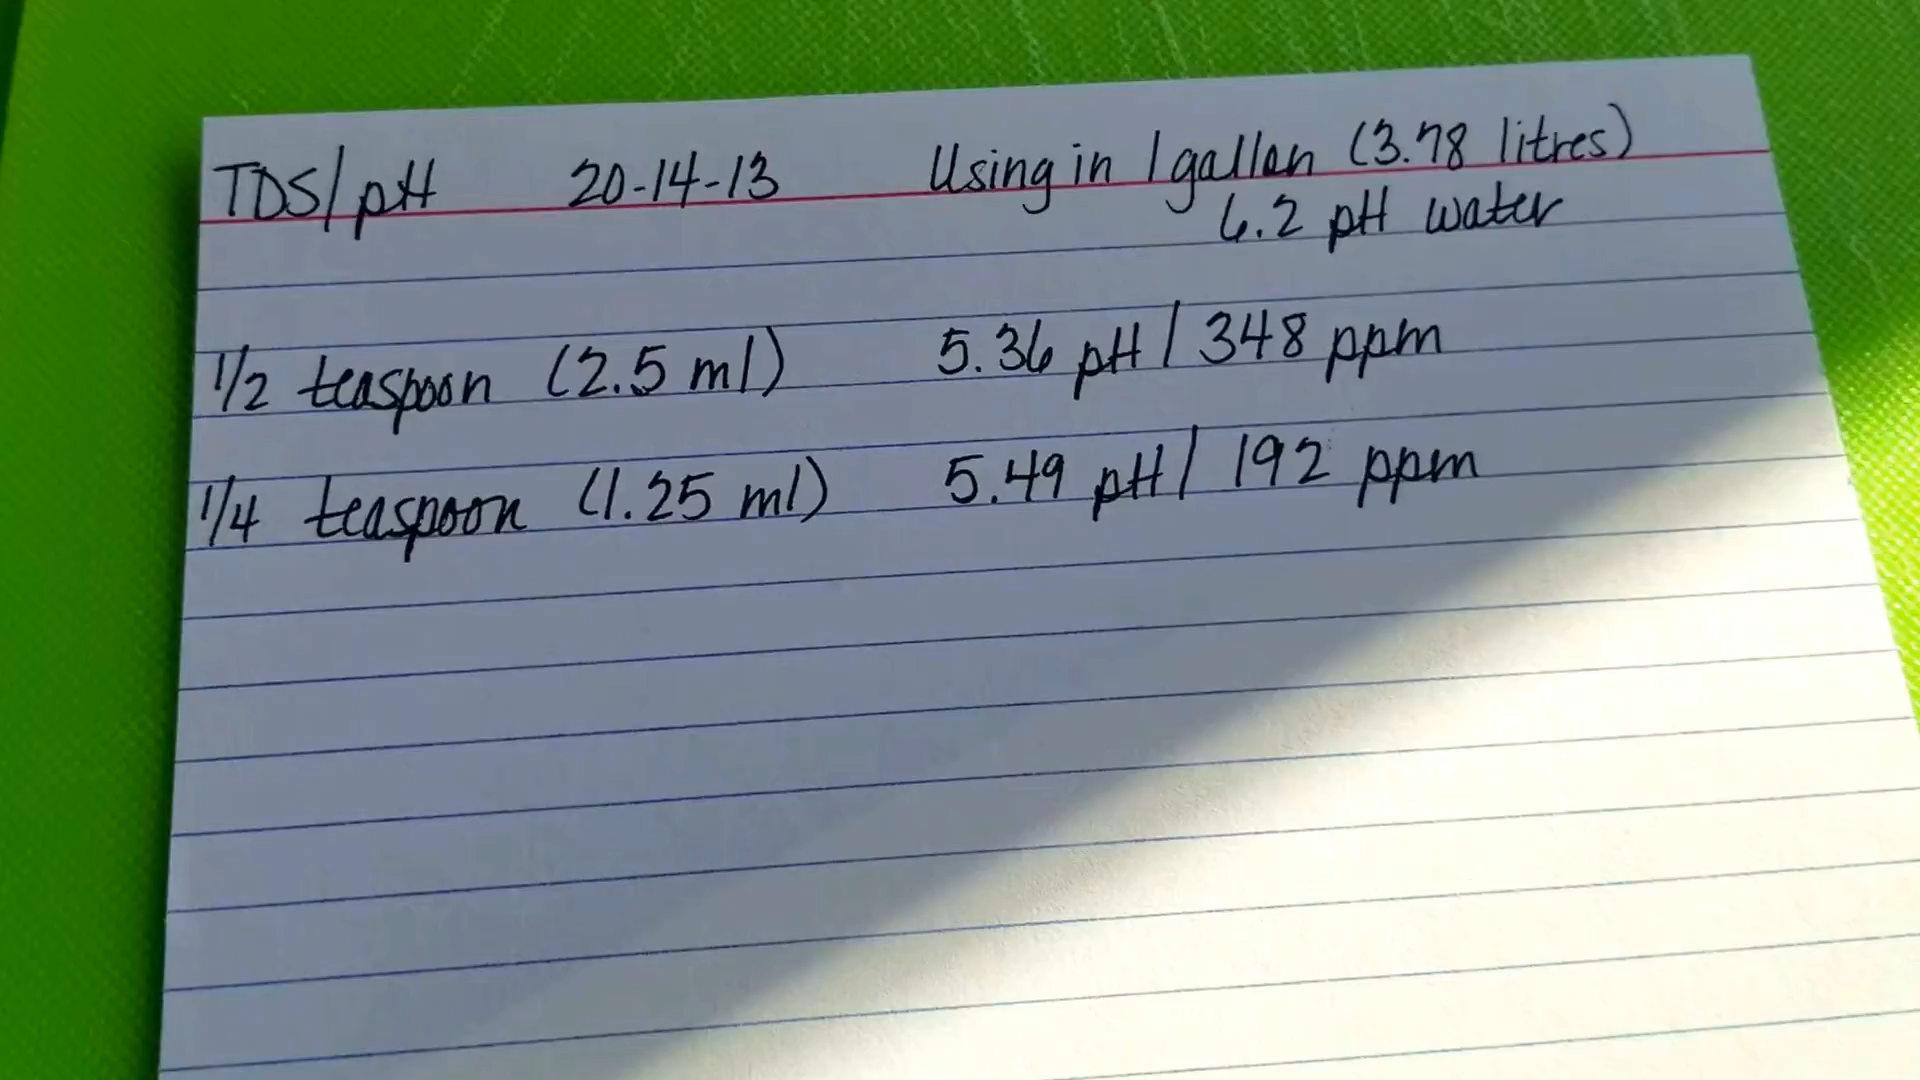 TDS/pH 20-14-13 Using in 1 gallon (3.78 litres)
6.2 pH water
1/2 teaspoon (2.5 ml) 5.36 pH / 348 ppm
1/4 teaspoon (1.25 ml) 5.49 pH / 192 ppm